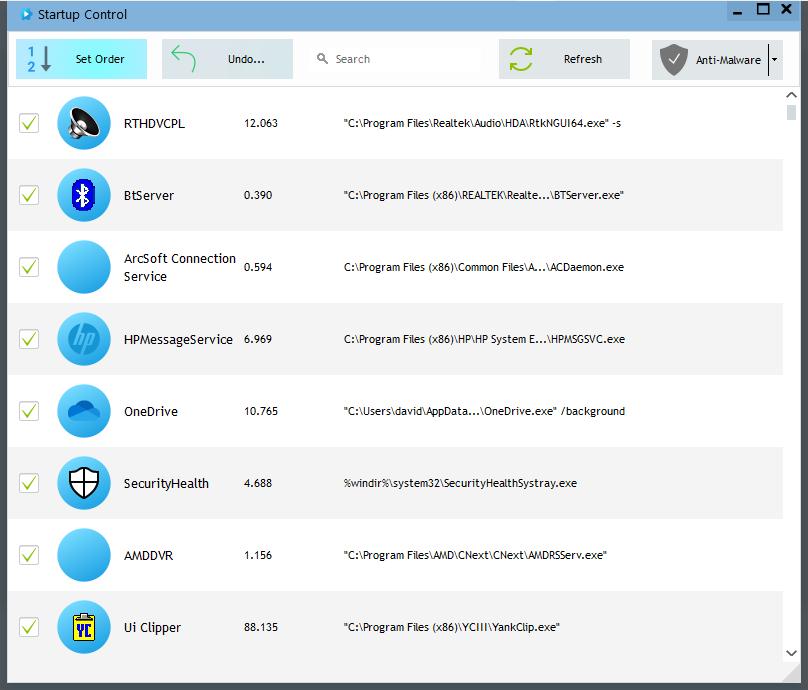 Startup Control
1 2 Set Order
Undo...
Search
Refresh
Anti-Malware
RTHDVCPL 12.063 "C:\Program Files\Realtek\Audio\HDA\RtkNGUI64.exe" -s
BtServer 0.390 "C:\Program Files (x86)\REALTEK\Realte...\BTServer.exe"
ArcSoft Connection
Service 0.594 C:\Program Files (x86)\Common Files\A...\ACDaemon.exe
hp HPMessageService 6.969 C:\Program Files (x86)\HP\HP System E...\HPMSGSVC.exe
OneDrive 10.765 "C:\Users\david\AppData...\OneDrive.exe" /background
SecurityHealth 4.688 %windir%\system32\SecurityHealthSystray.exe
AMDDVR 1.156 "C:\Program Files\AMD\CNext\CNext\AMDRSServ.exe"
YC Ui Clipper 88.135 "C:\Program Files (x86)\YCIII\YankClip.exe"